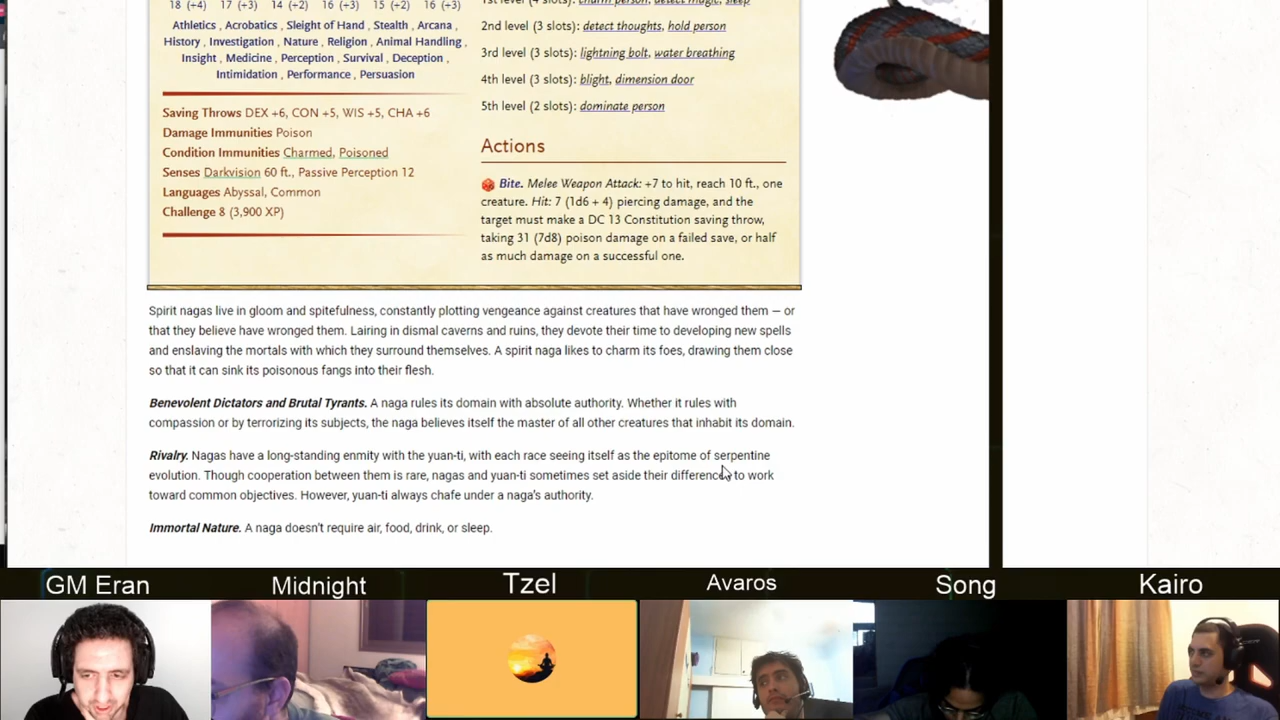 18 (+4) 17 (+3) 14 (+2) 16 (+3) 15 (+2) 16 (+3)
Athletics , Acrobatics , Sleight of Hand , Stealth , Arcana ,
History , Investigation , Nature , Religion , Animal Handling ,
Insight , Medicine , Perception , Survival , Deception ,
Intimidation , Performance , Persuasion
Saving Throws DEX +6, CON +5, WIS +5, CHA +6
Damage Immunities Poison
Condition Immunities Charmed, Poisoned
Senses Darkvision 60 ft., Passive Perception 12
Languages Abyssal, Common
Challenge 8 (3,900 XP)
1st level (4 slots): charm person, detect magic, sleep
2nd level (3 slots): detect thoughts, hold person
3rd level (3 slots): lightning bolt, water breathing
4th level (3 slots): blight, dimension door
5th level (2 slots): dominate person
Actions
Bite. Melee Weapon Attack: +7 to hit, reach 10 ft., one
creature. Hit: 7 (1d6 + 4) piercing damage, and the
target must make a DC 13 Constitution saving throw,
taking 31 (7d8) poison damage on a failed save, or half
as much damage on a successful one.
Spirit nagas live in gloom and spitefulness, constantly plotting vengeance against creatures that have wronged them — or
that they believe have wronged them. Lairing in dismal caverns and ruins, they devote their time to developing new spells
and enslaving the mortals with which they surround themselves. A spirit naga likes to charm its foes, drawing them close
so that it can sink its poisonous fangs into their flesh.
Benevolent Dictators and Brutal Tyrants. A naga rules its domain with absolute authority. Whether it rules with
compassion or by terrorizing its subjects, the naga believes itself the master of all other creatures that inhabit its domain.
Rivalry. Nagas have a long-standing enmity with the yuan-ti, with each race seeing itself as the epitome of serpentine
evolution. Though cooperation between them is rare, nagas and yuan-ti sometimes set aside their differences to work
toward common objectives. However, yuan-ti always chafe under a naga's authority.
Immortal Nature. A naga doesn't require air, food, drink, or sleep.
GM Eran Midnight Tzel Avaros Song Kairo